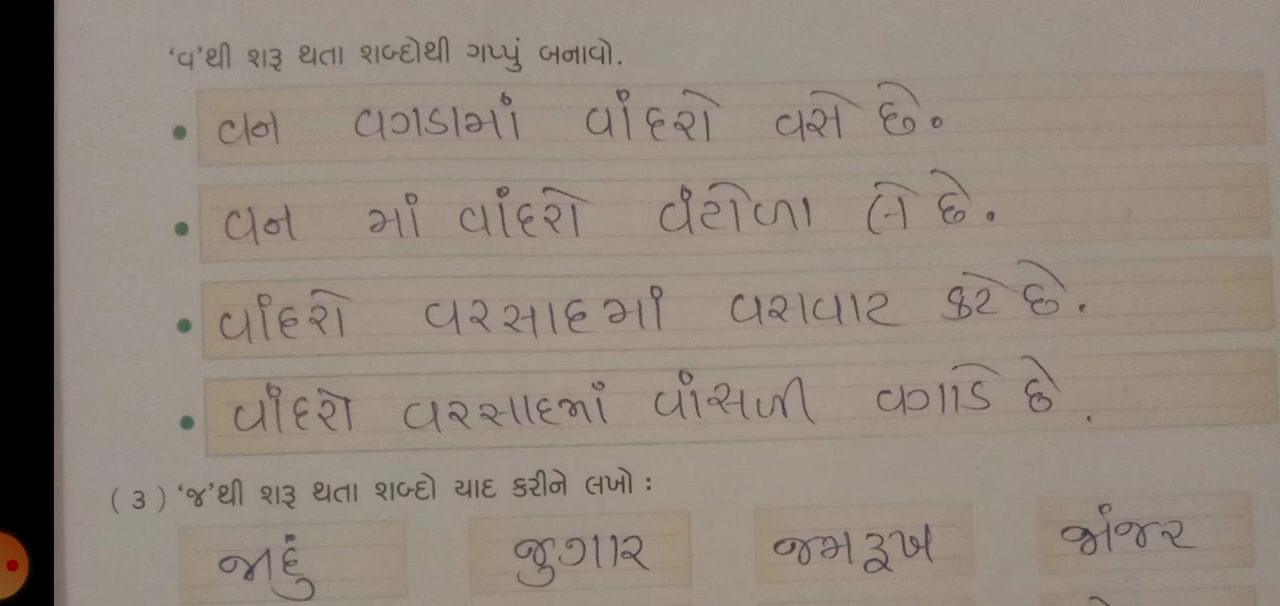 ‘વ’થી શરૂ થતા શબ્દોથી ગપ્પું બનાવો.
• વન વગડામાં વાંદરો વસે છે.
• વન માં વાંદરો વંટોળા લે છે.
• વાંદરો વરસાદમાં વસવાટ કરે છે.
• વાંદરો વરસાદમાં વાંસળી વગાડે છે.
(૩) ‘જ’થી શરૂ થતા શબ્દો યાદ કરીને લખો :
જાદું જુગાર જમરૂખ જાંજર